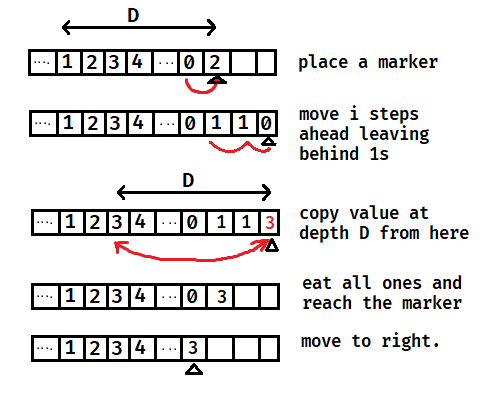 D
.... 1 2 3 4 ... 0 2
place a marker
.... 1 2 3 4 ... 0 1 1 0
move i steps
ahead leaving
behind 1s
D
.... 1 2 3 4 ... 0 1 1 3
copy value at
depth D from here
.... 1 2 3 4 ... 0 3
eat all ones and
reach the marker
.... 1 2 3 4 ... 3
move to right.